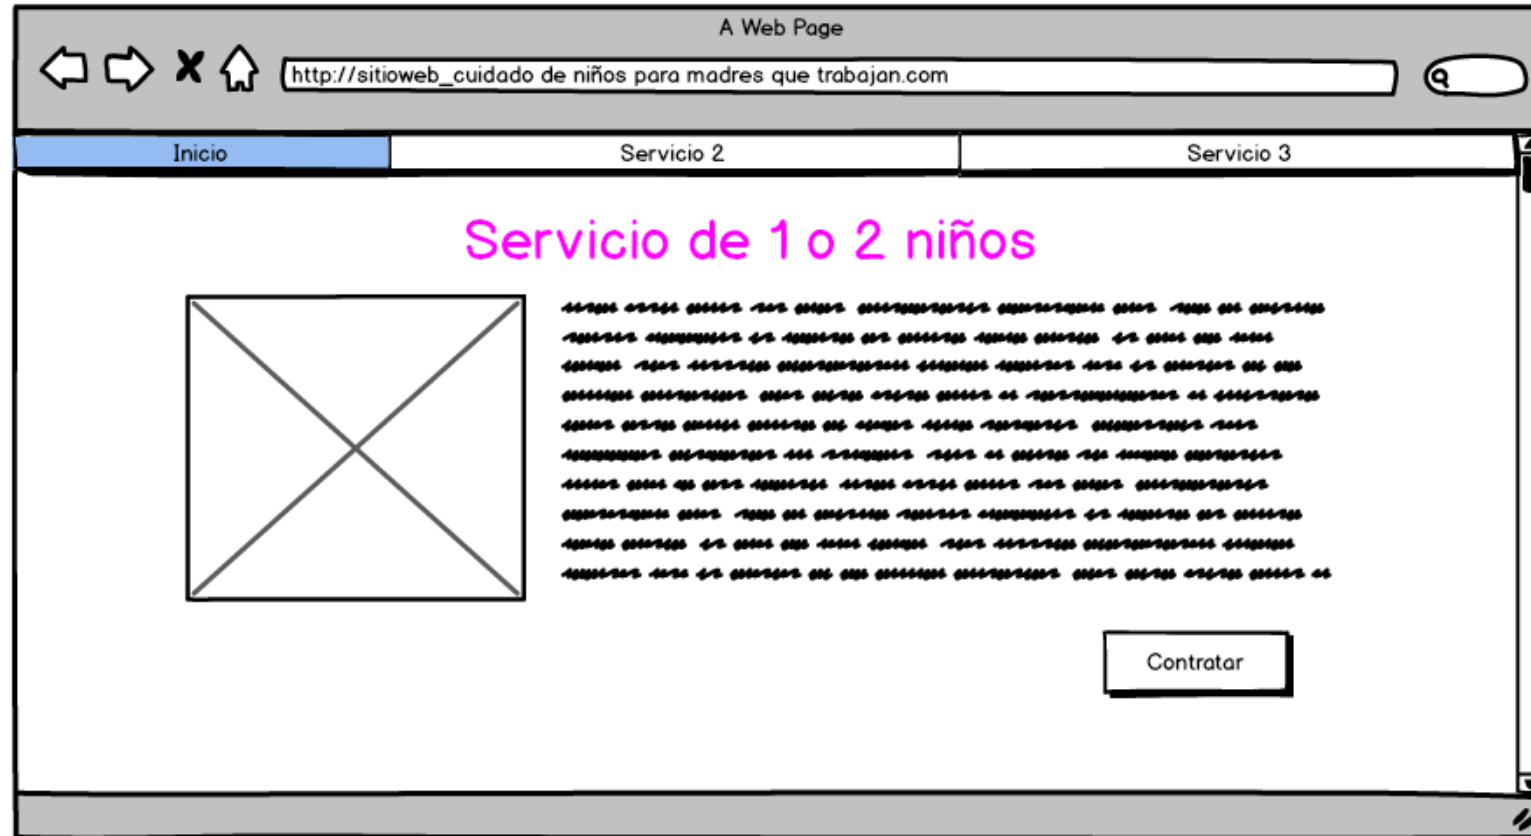 A Web Page
http://sitioweb_cuidado de niños para madres que trabajan.com
Inicio
Servicio 2
Servicio 3
Servicio de 1 o 2 niños
Contratar